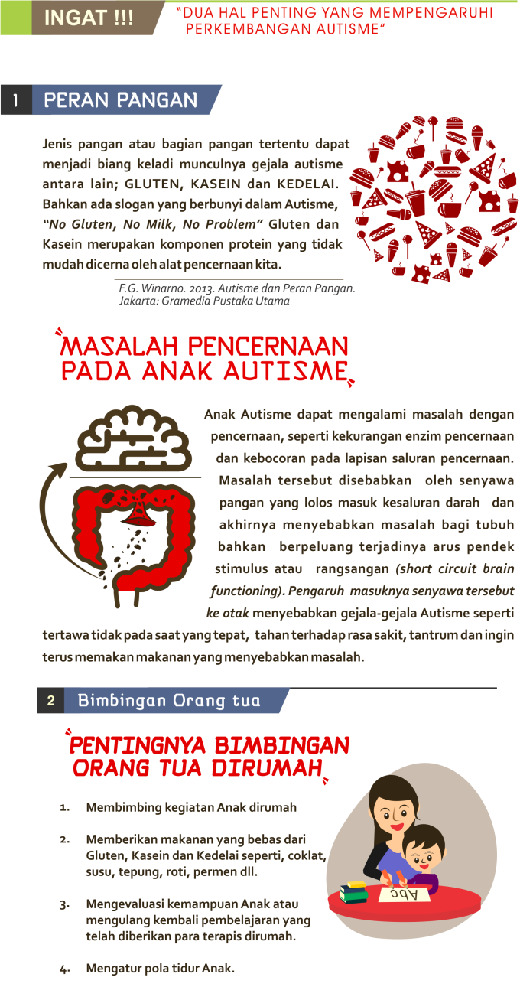 INGAT !!!
“DUA HAL PENTING YANG MEMPENGARUHI
PERKEMBANGAN AUTISME“
1 PERAN PANGAN
Jenis pangan atau bagian pangan tertentu dapat
menjadi biang keladi munculnya gejala autisme
antara lain; GLUTEN, KASEIN dan KEDELAI.
Bahkan ada slogan yang berbunyi dalam Autisme,
“No Gluten, No Milk, No Problem” Gluten dan
Kasein merupakan komponen protein yang tidak
mudah dicerna oleh alat pencernaan kita.
F.G. Winarno. 2013. Autisme dan Peran Pangan.
Jakarta: Gramedia Pustaka Utama
MASALAH PENCERNAAN
PADA ANAK AUTISME
Anak Autisme dapat mengalami masalah dengan
pencernaan, seperti kekurangan enzim pencernaan
dan kebocoran pada lapisan saluran pencernaan.
Masalah tersebut disebabkan oleh senyawa
pangan yang lolos masuk kesaluran darah dan
akhirnya menyebabkan masalah bagi tubuh
bahkan berpeluang terjadinya arus pendek
stimulus atau rangsangan (short circuit brain
functioning). Pengaruh masuknya senyawa tersebut
ke otak menyebabkan gejala-gejala Autisme seperti
tertawa tidak pada saat yang tepat, tahan terhadap rasa sakit, tantrum dan ingin
terus memakan makanan yang menyebabkan masalah.
2 Bimbingan Orang tua
PENTINGNYA BIMBINGAN
ORANG TUA DIRUMAH
1. Membimbing kegiatan Anak dirumah
2. Memberikan makanan yang bebas dari
Gluten, Kasein dan Kedelai seperti, coklat,
susu, tepung, roti, permen dll.
3. Mengevaluasi kemampuan Anak atau
mengulang kembali pembelajaran yang
telah diberikan para terapis dirumah.
4. Mengatur pola tidur Anak.
Abc